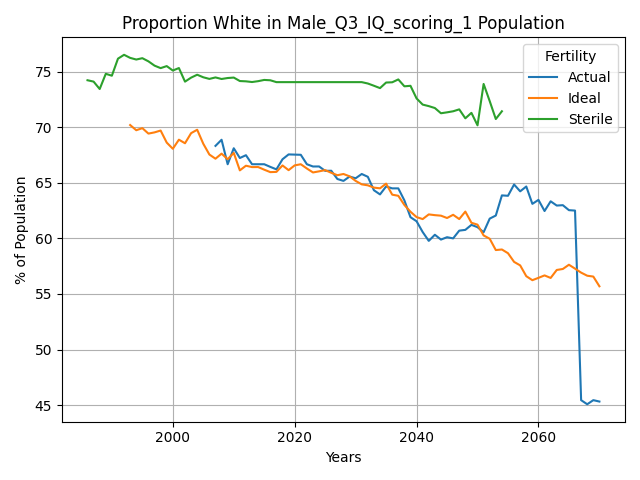 Proportion White in Male_Q3_IQ_scoring_1 Population
Fertility
Actual
Ideal
Sterile
% of Population
75
70
65
60
55
50
45
2000
2020
2040
2060
Years